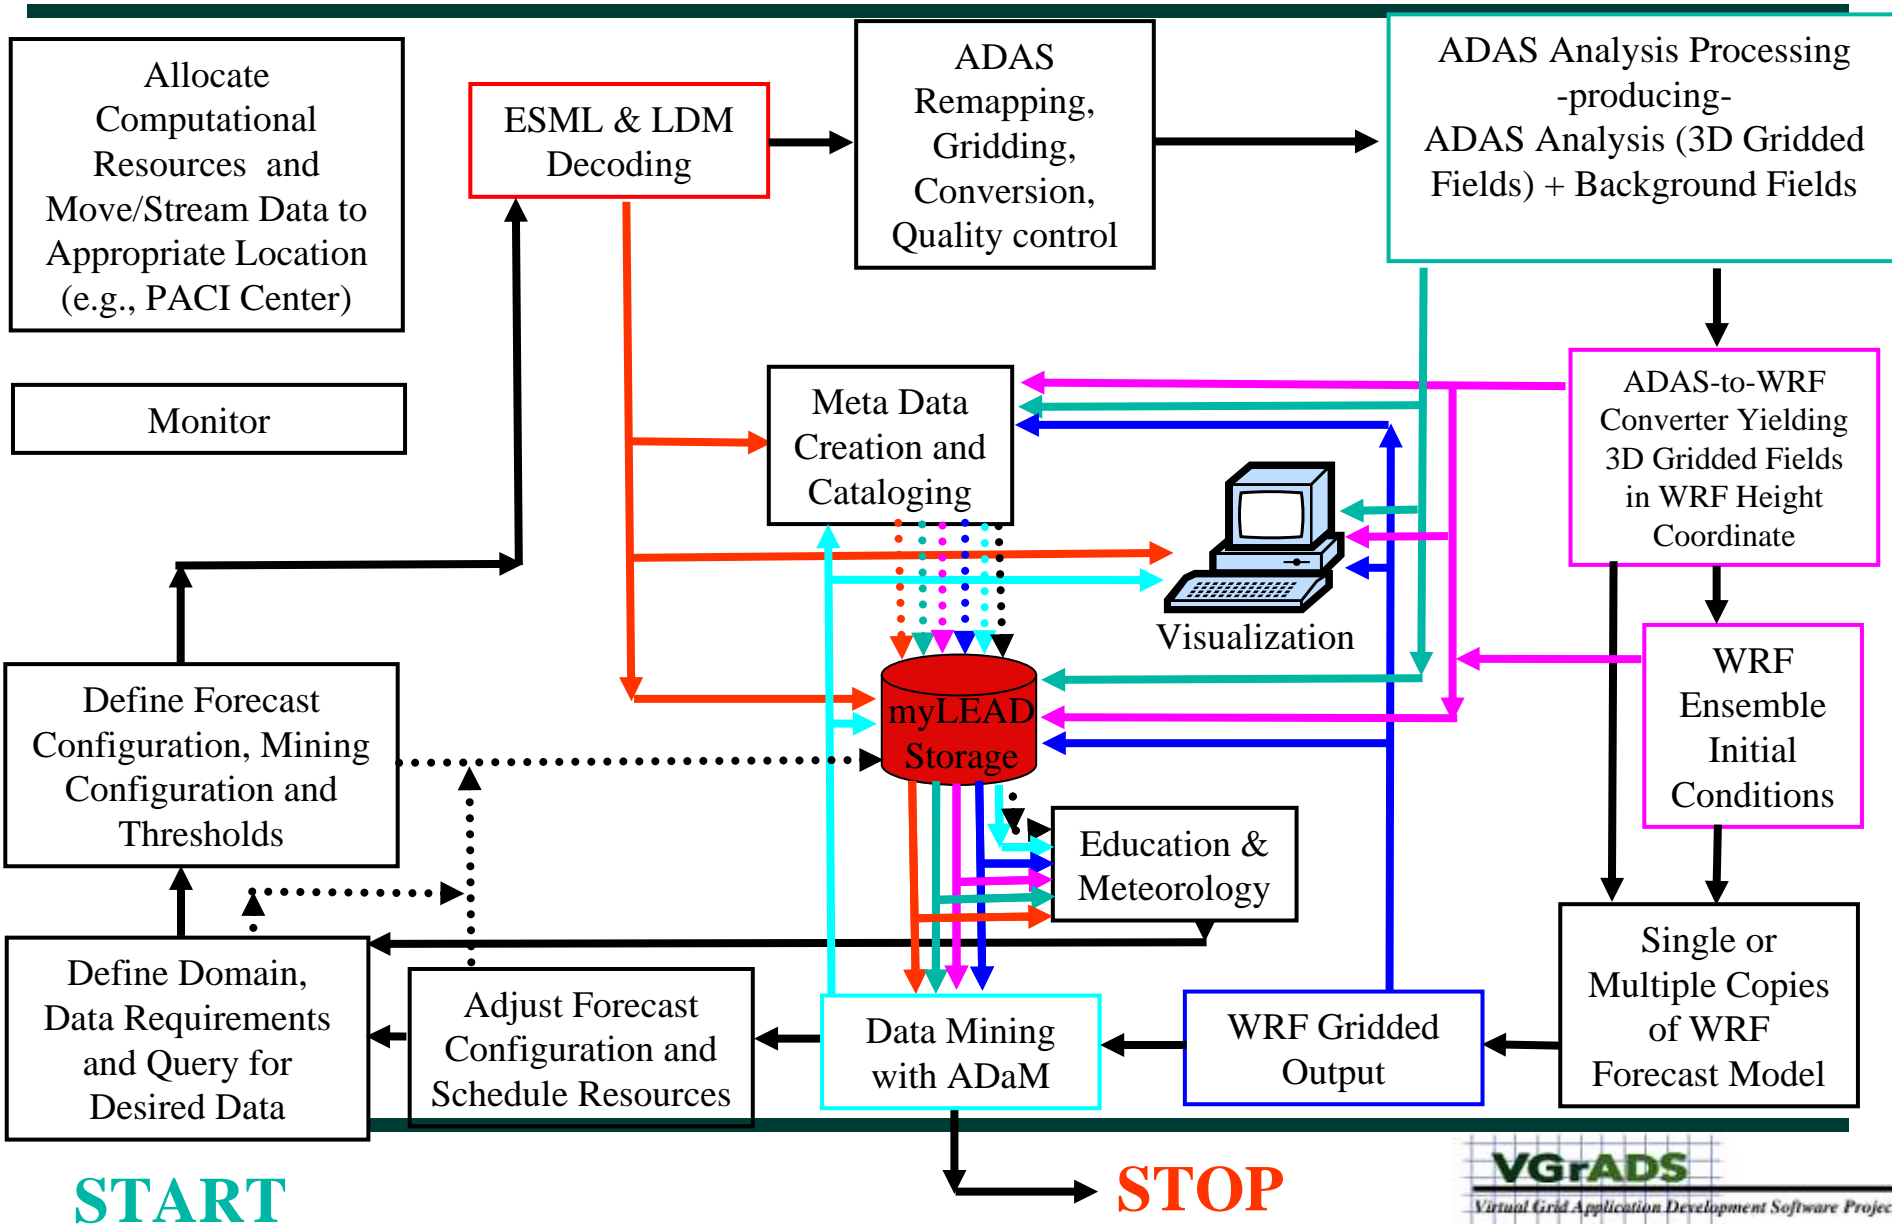 Allocate
Computational
Resources and
Move/Stream Data to
Appropriate Location
(e.g., PACI Center)
ESML & LDM
Decoding
ADAS
Remapping,
Gridding,
Conversion,
Quality control
ADAS Analysis Processing
-producing-
ADAS Analysis (3D Gridded
Fields) + Background Fields
Monitor
Meta Data
Creation and
Cataloging
ADAS-to-WRF
Converter Yielding
3D Gridded Fields
in WRF Height
Coordinate
Visualization
Define Forecast
Configuration, Mining
Configuration and
Thresholds
myLEAD
Storage
WRF
Ensemble
Initial
Conditions
Education &
Meteorology
Define Domain,
Data Requirements
and Query for
Desired Data
Adjust Forecast
Configuration and
Schedule Resources
Data Mining
with ADaM
WRF Gridded
Output
Single or
Multiple Copies
of WRF
Forecast Model
START
STOP
VGrADS
Virtual Grid Application Development Software Projec